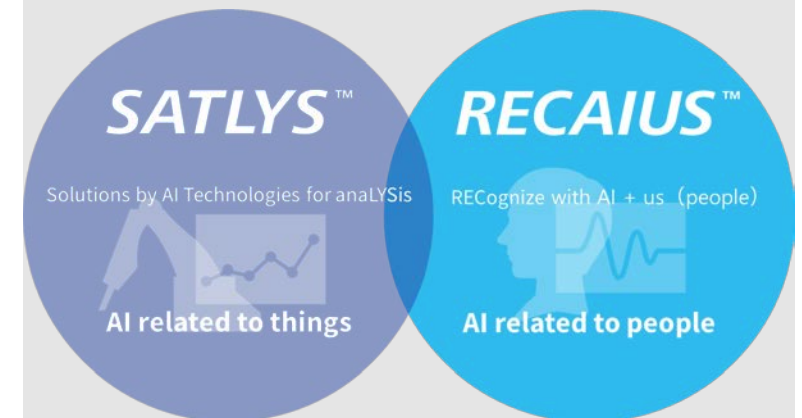 SATLYS™
Solutions by AI Technologies for anaLYSis
AI related to things
RECAIUS™
RECognize with AI + us（people）
AI related to people